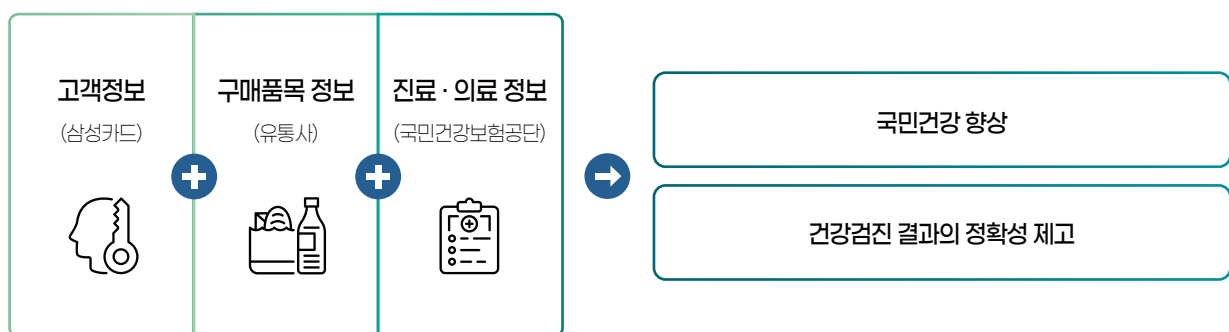 고객정보
(삼성카드)
구매품목 정보
(유통사)
진료 · 의료 정보
(국민건강보험공단)
국민건강 향상
건강검진 결과의 정확성 제고